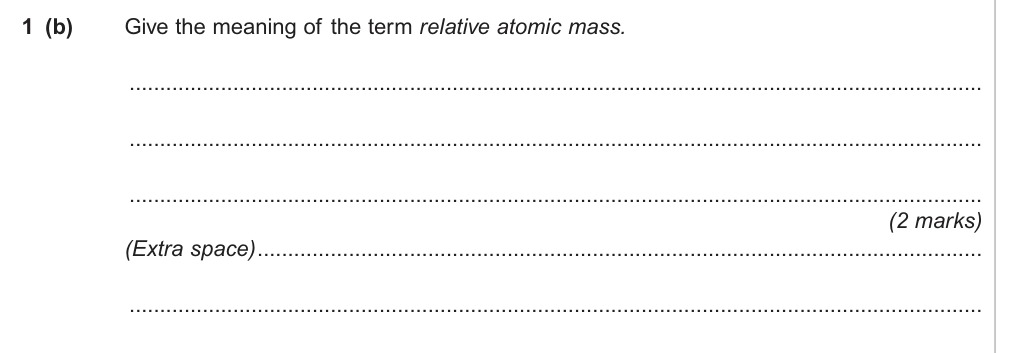 1 (b) Give the meaning of the term relative atomic mass.
................................................................................
................................................................................
................................................................................
(2 marks)
(Extra space)................................................................................
................................................................................